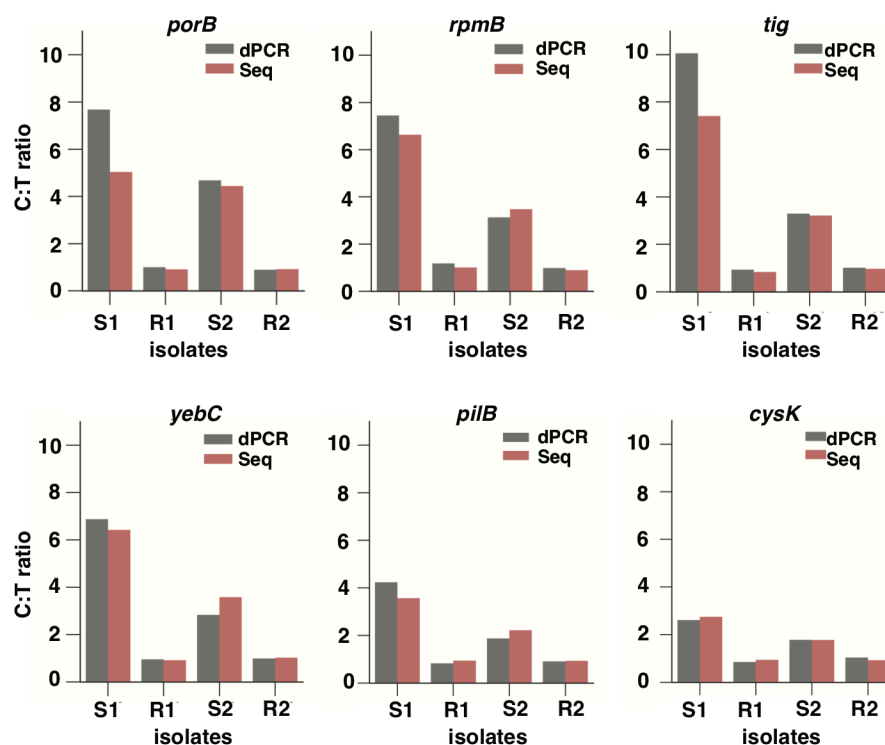 porB
dPCR
Seq
C:T ratio
10
8
6
4
2
0
S1 R1 S2 R2
isolates
rpmB
dPCR
Seq
10
8
6
4
2
0
S1 R1 S2 R2
isolates
tig
dPCR
Seq
10
8
6
4
2
0
S1 R1 S2 R2
isolates
yebC
dPCR
Seq
C:T ratio
10
8
6
4
2
0
S1 R1 S2 R2
isolates
pilB
dPCR
Seq
10
8
6
4
2
0
S1 R1 S2 R2
isolates
cysK
dPCR
Seq
10
8
6
4
2
0
S1 R1 S2 R2
isolates